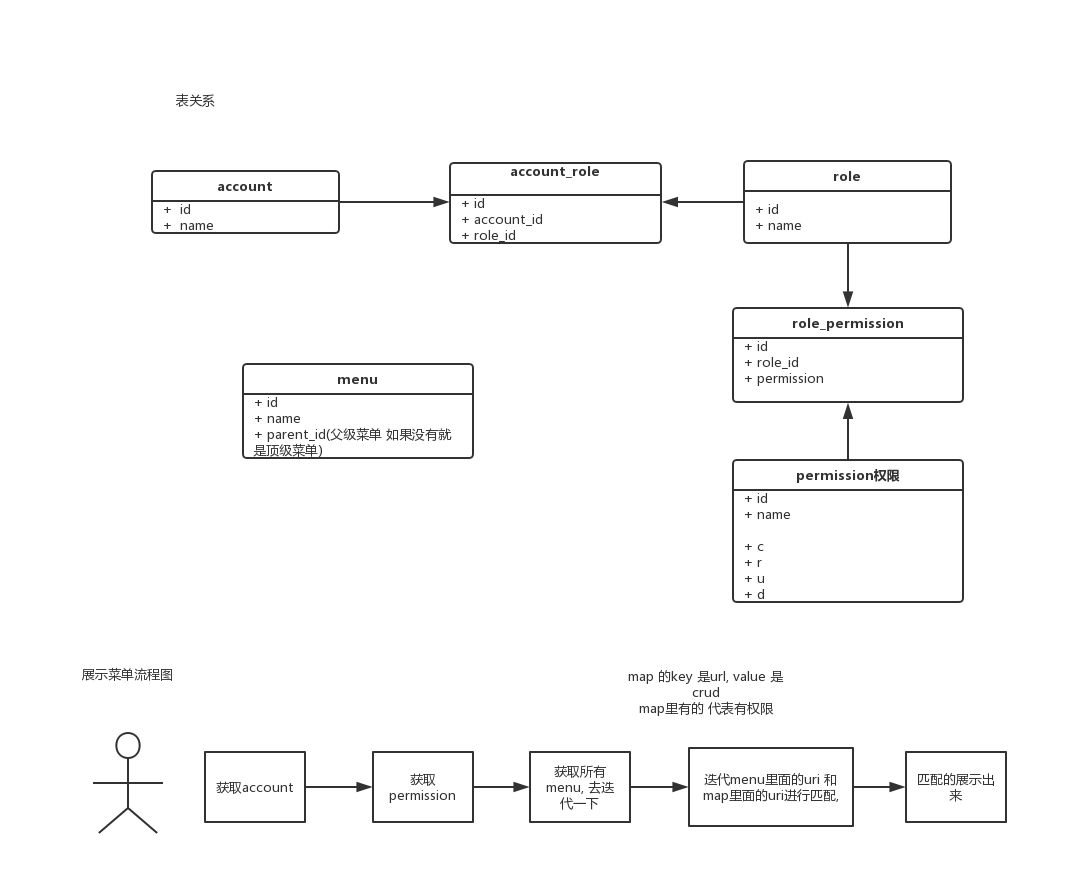 表关系
account
+ id
+ name
account_role
+ id
+ account_id
+ role_id
role
+ id
+ name
role_permission
+ id
+ role_id
+ permission
menu
+ id
+ name
+ parent_id(父级菜单 如果没有就
是顶级菜单)
permission权限
+ id
+ name
+ c
+ r
+ u
+ d
展示菜单流程图
map 的key 是url, value 是
crud
map里有的 代表有权限
获取account
获取
permission
获取所有
menu, 去迭
代一下
迭代menu里面的uri 和
map里面的uri进行匹配,
匹配的展示出
来